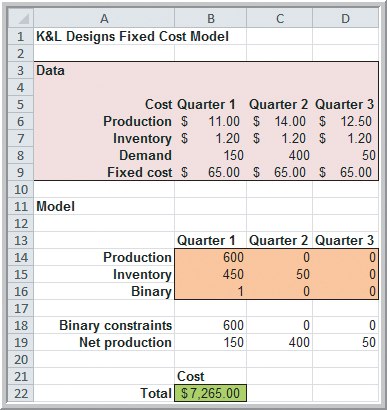 A B C D
1 K&L Designs Fixed Cost Model
2
3 Data
4
5 Cost Quarter 1 Quarter 2 Quarter 3
6 Production $ 11.00 $ 14.00 $ 12.50
7 Inventory $ 1.20 $ 1.20 $ 1.20
8 Demand 150 400 50
9 Fixed cost $ 65.00 $ 65.00 $ 65.00
10
11 Model
12
13 Quarter 1 Quarter 2 Quarter 3
14 Production 600 0 0
15 Inventory 450 50 0
16 Binary 1 0 0
17
18 Binary constraints 600 0 0
19 Net production 150 400 50
20
21 Cost
22 Total $7,265.00